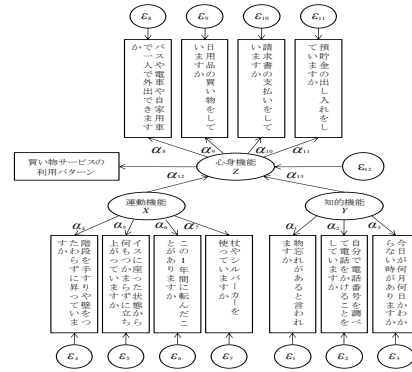 ε₈
ε₉
ε₁₀
ε₁₁
バスや電車や自家用車
で一人で外出できます
か
日用品の買い物をして
いますか
請求書の支払いをして
いますか
預貯金の出し入れをし
ていますか
α₈
α₉
α₁₀
α₁₁
買い物サービスの
利用パターン
心身機能
Z
ε₁₂
α₁₂
α₁₃
運動機能
X
知的機能
Y
α₄
α₅
α₆
α₇
α₁
α₂
α₃
階段を手すりや壁をつ
たわらずに昇っていま
すか
イスに座った状態から
何もつかまらずに立ち
上がっていますか
この1年間に転んだこ
とがありますか
杖やシルバーカーを
使っていますか
物忘れがあると言われ
ますか
自分で電話番号を調べ
て電話をかけることを
していますか
今日が何月何日かわか
らない時がありますか
ε₄
ε₅
ε₆
ε₇
ε₁
ε₂
ε₃